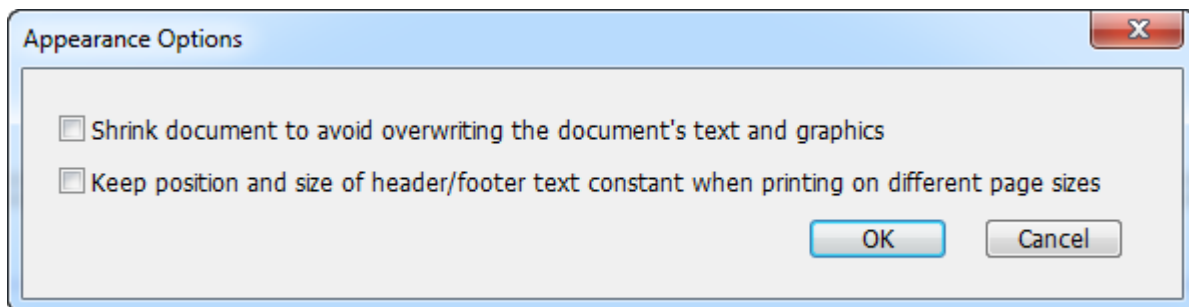 Appearance Options
Shrink document to avoid overwriting the document's text and graphics
Keep position and size of header/footer text constant when printing on different page sizes
OK Cancel